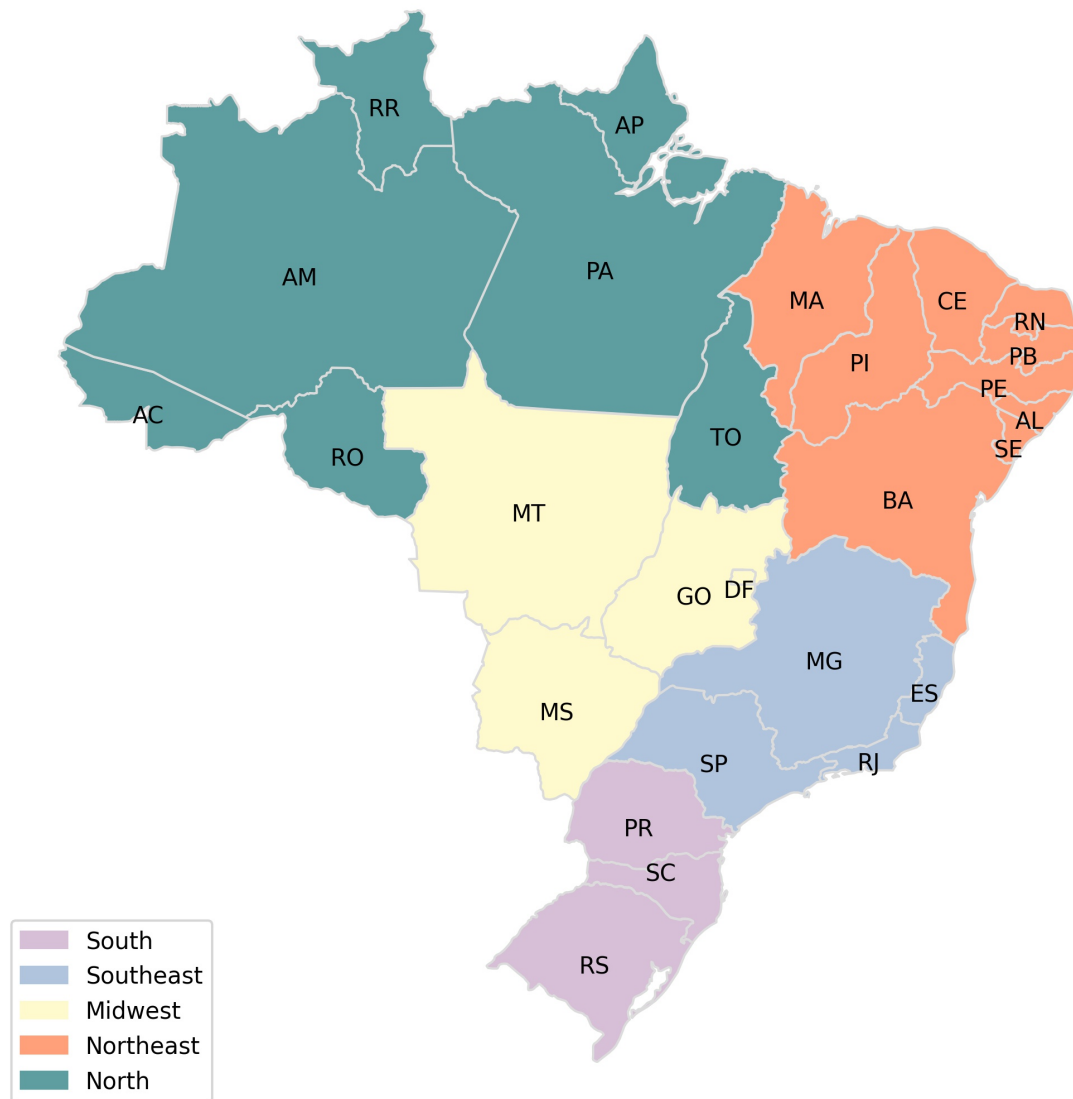 RR
AP
AM
PA
MA
CE
RN
PB
PI
PE
AC
AL
TO
SE
RO
BA
MT
DF
GO
MG
ES
MS
RJ
SP
PR
SC
RS
South
Southeast
Midwest
Northeast
North